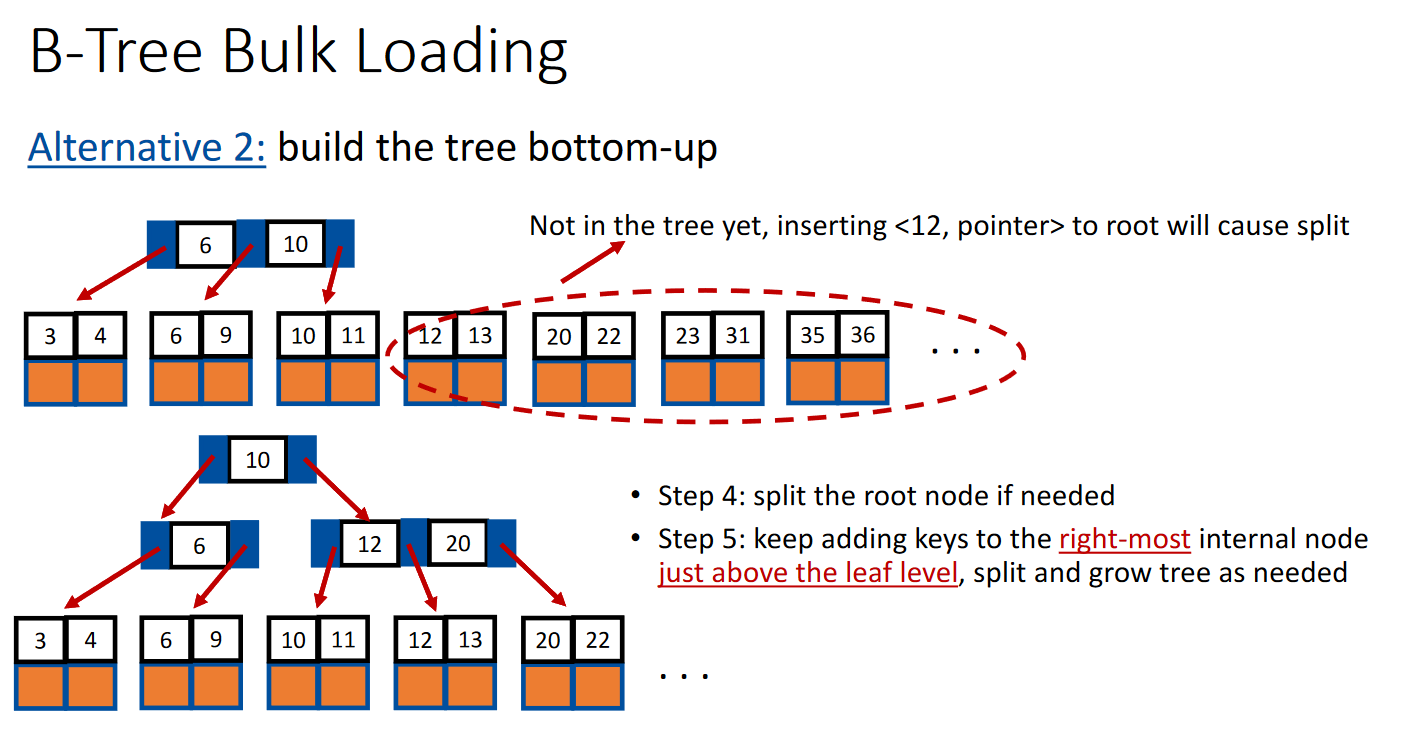 B-Tree Bulk Loading
Alternative 2: build the tree bottom-up
Not in the tree yet, inserting <12, pointer> to root will cause split
6 10
3 4 6 9 10 11 12 13 20 22 23 31 35 36 . . .
10
6 12 20
3 4 6 9 10 11 12 13 20 22 . . .
• Step 4: split the root node if needed
• Step 5: keep adding keys to the right-most internal node
just above the leaf level, split and grow tree as needed